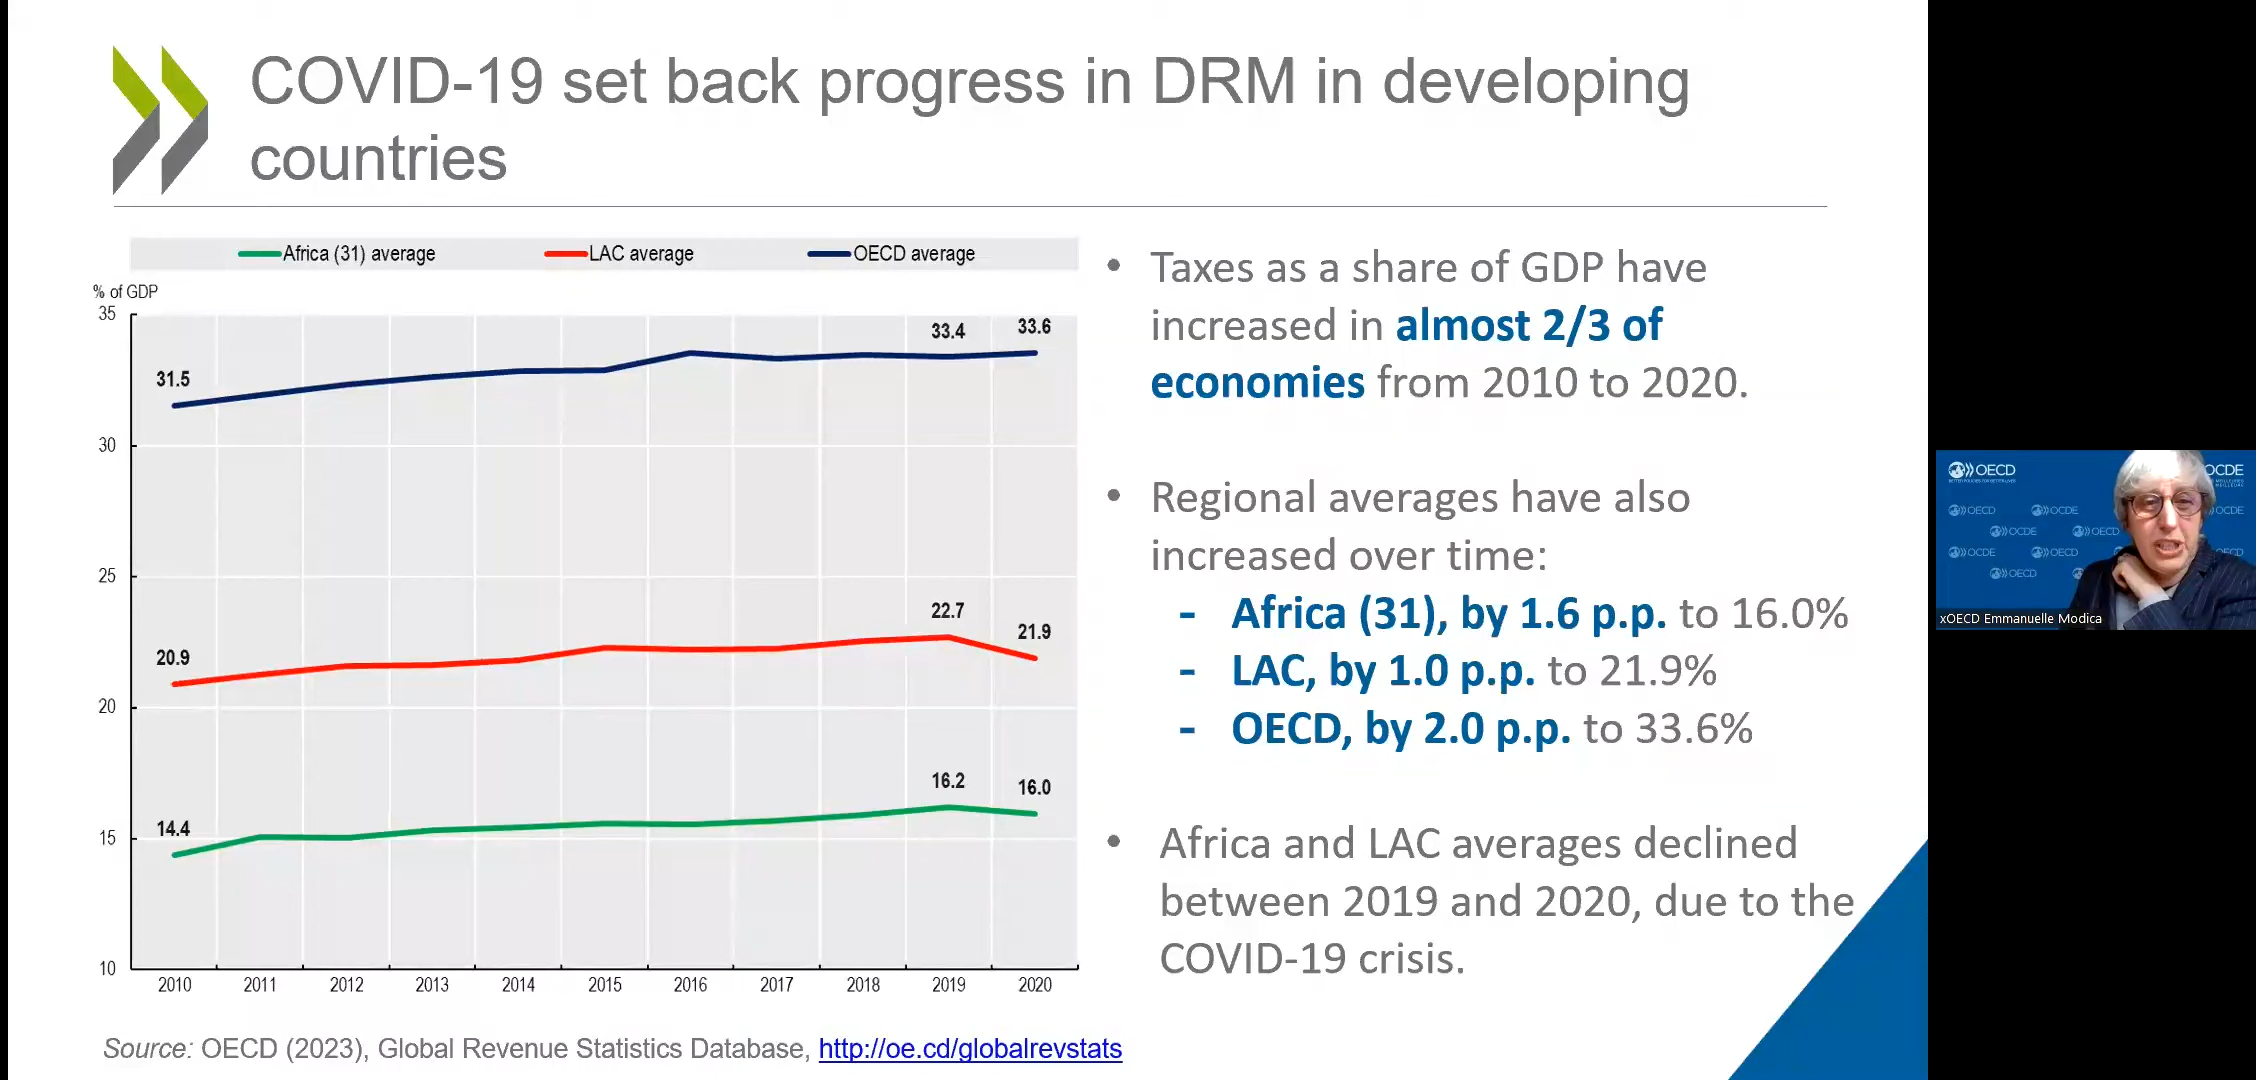 COVID-19 set back progress in DRM in developing
countries
Africa (31) average
LAC average
OECD average
% of GDP
35
30
25
20
15
10
31.5
33.4
33.6
20.9
22.7
21.9
14.4
16.2
16.0
2010
2011
2012
2013
2014
2015
2016
2017
2018
2019
2020
Source: OECD (2023), Global Revenue Statistics Database, http://oe.cd/globalrevstats
• Taxes as a share of GDP have
increased in almost 2/3 of
economies from 2010 to 2020.
• Regional averages have also
increased over time:
- Africa (31), by 1.6 p.p. to 16.0%
- LAC, by 1.0 p.p. to 21.9%
- OECD, by 2.0 p.p. to 33.6%
• Africa and LAC averages declined
between 2019 and 2020, due to the
COVID-19 crisis.
OECD
BETTER POLICIES FOR BETTER LIVES
OCDE
OECD
OCDE
OCDE
OCDE
OECD
OCDE
OECD
OECD
OECD
xOECD Emmanuelle Modica